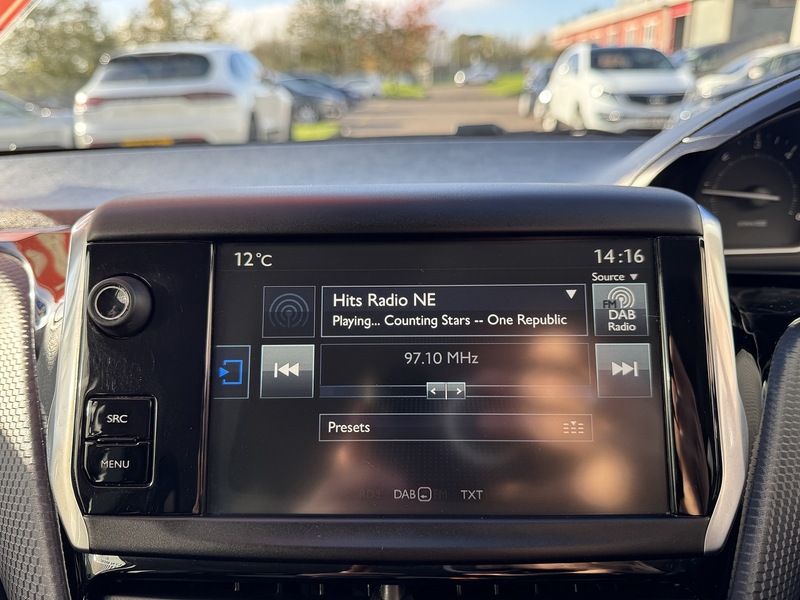 12°C
14:16
Source ▼
Hits Radio NE ▼
Playing... Counting Stars -- One Republic
FM
DAB
Radio
97.10 MHz
SRC
MENU
Presets
DAB FM TXT